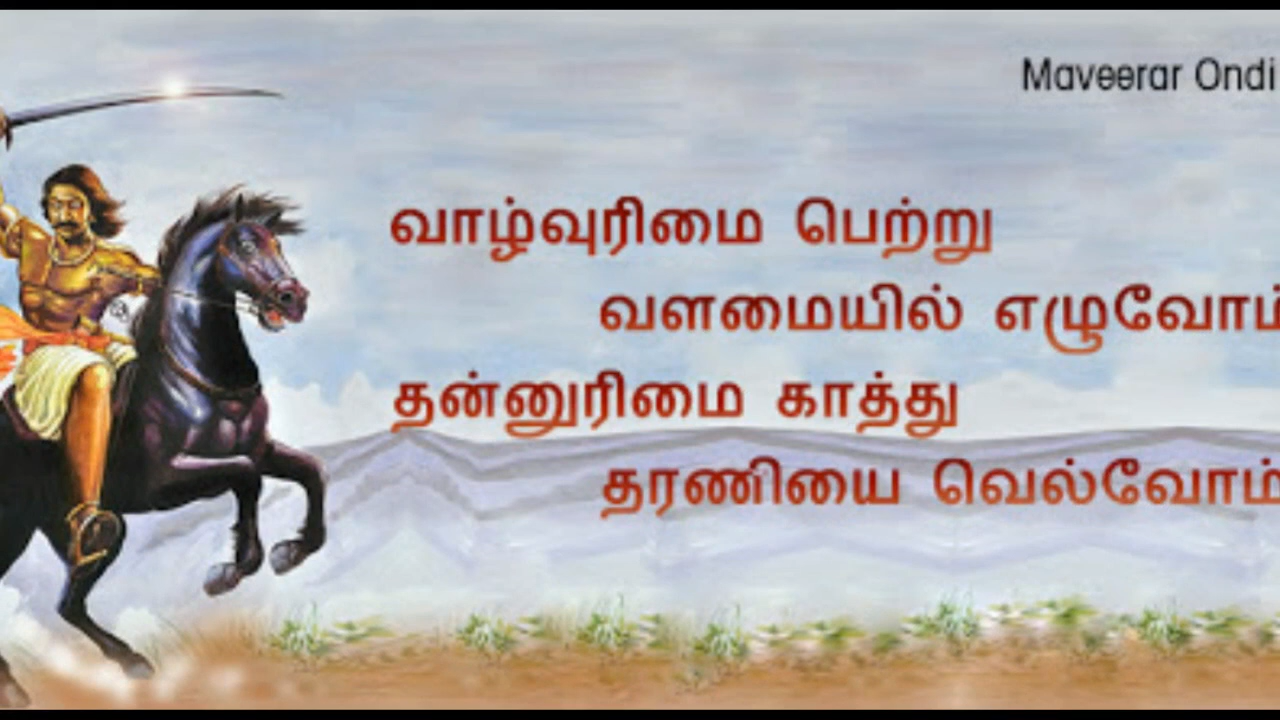 Maveerar Ondi
வாழ்வுரிமை பெற்று
வளமையில் எழுவோம்
தன்னுரிமை காத்து
தரணியை வெல்வோம்